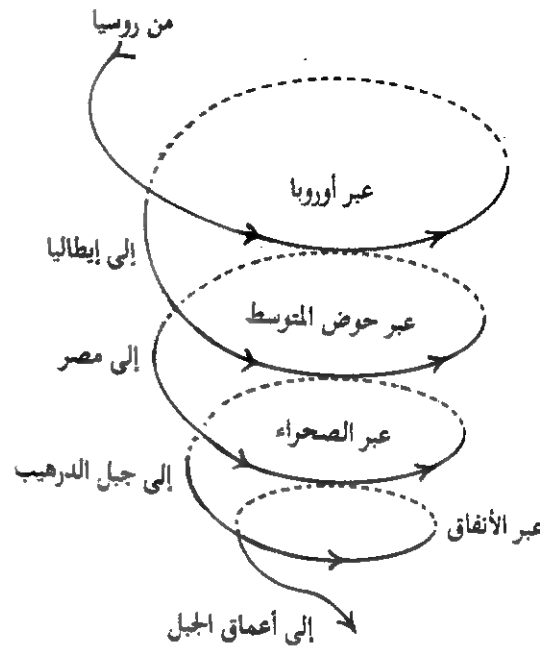 من روسيا
عبر أوروبا
إلى إيطاليا
عبر حوض المتوسط
إلى مصر
عبر الصحراء
إلى جبل الدرهيب
عبر الأنفاق
إلى أعماق الجبل